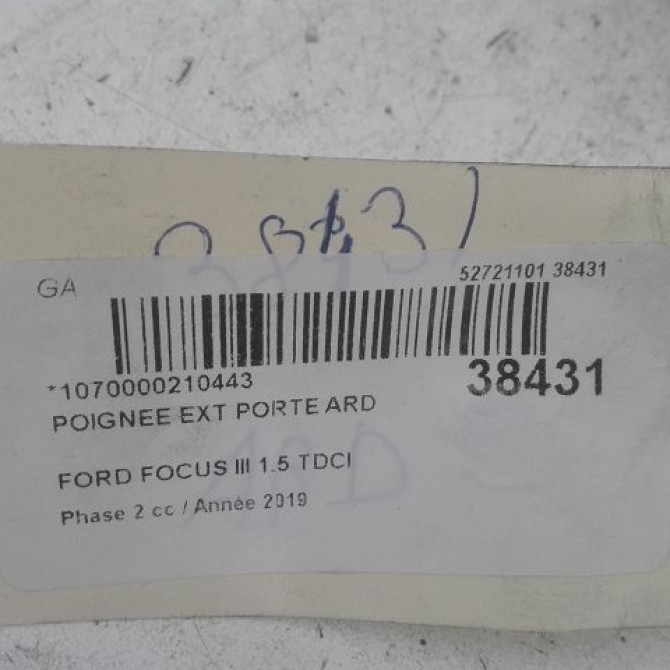 38431
GA
52721101 38431
*1070000210443
38431
POIGNEE EXT PORTE ARD
FORD FOCUS III 1.5 TDCI
Phase 2 cc / Année 2019